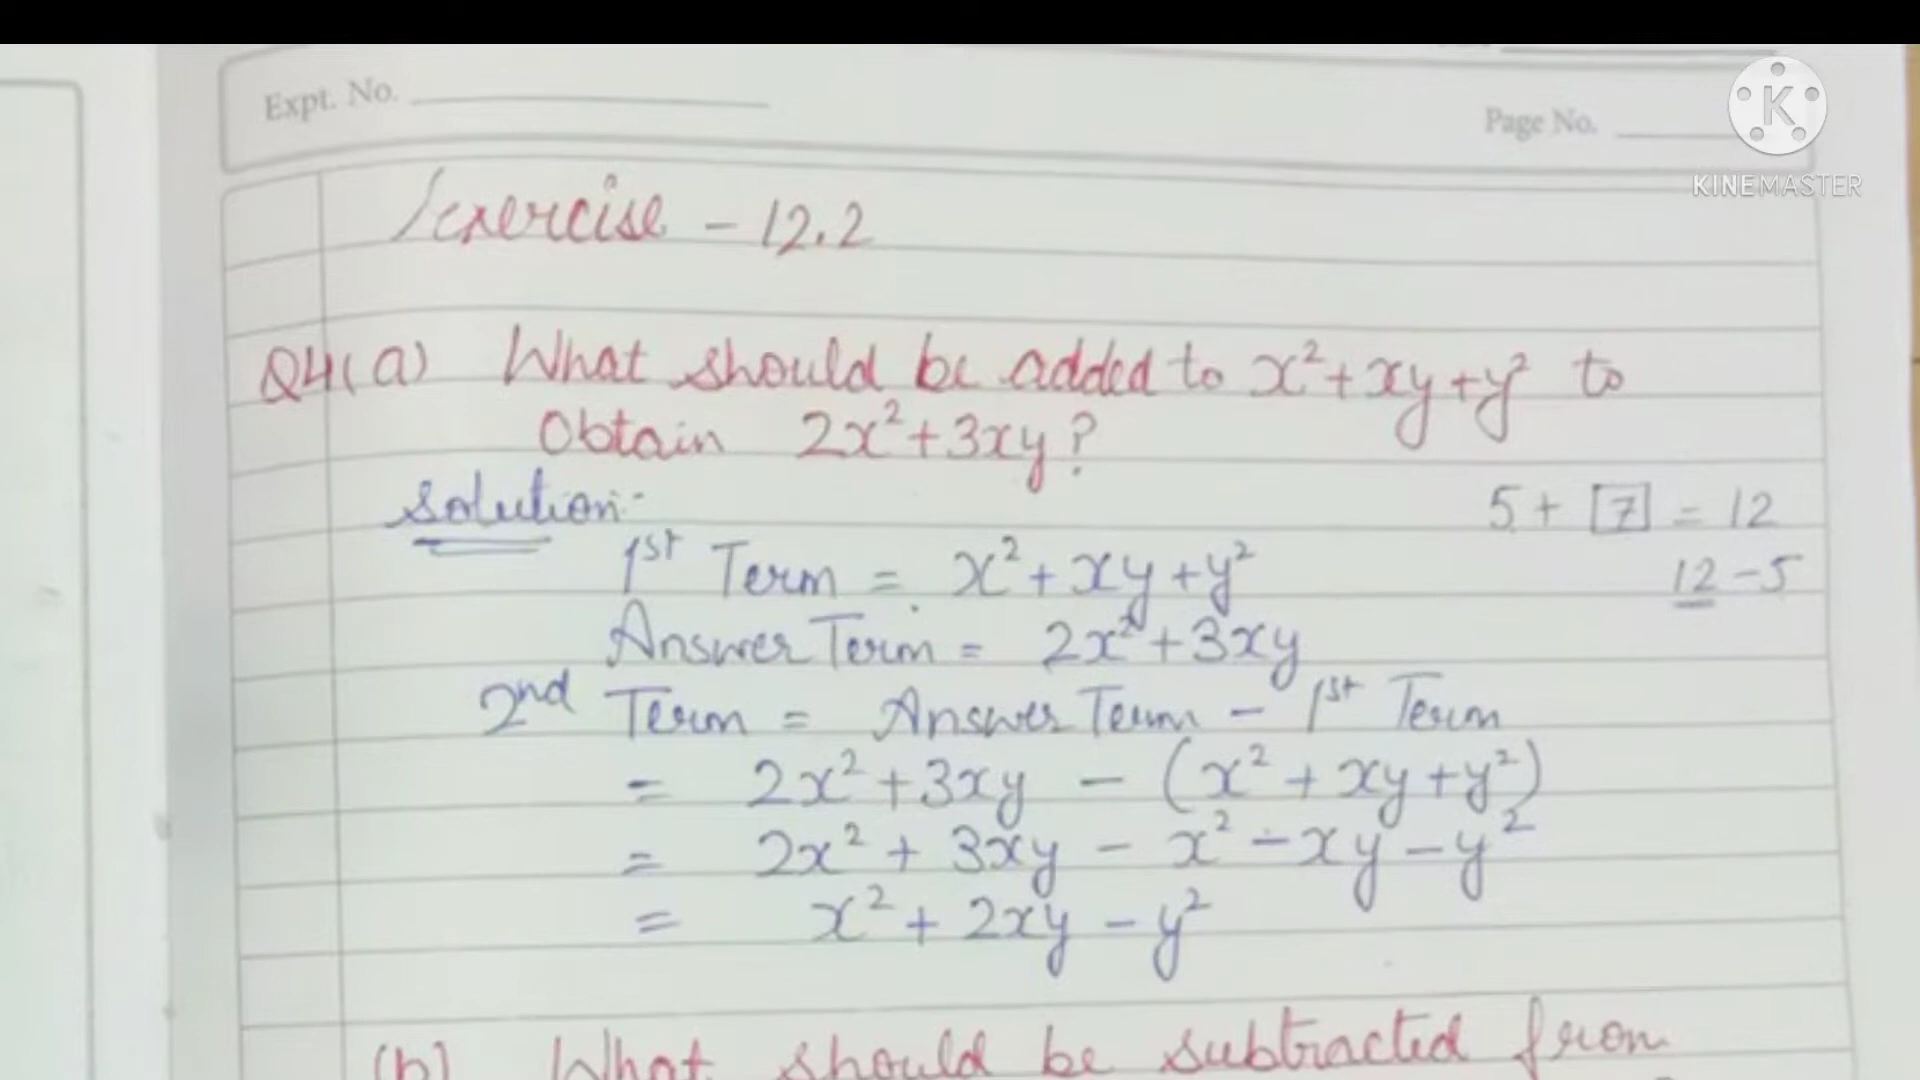 Expt. No.
Page No.
K
KINEMASTER
Exercise - 12.2
Q4(a) What should be added to x²+xy+y² to
Obtain 2x²+3xy?
Solution:-
5 + [7] = 12
12 - 5
1st Term = x²+xy+y²
Answer Term = 2x²+3xy
2nd Term = Answer Term - 1st Term
= 2x²+3xy - (x²+xy+y²)
= 2x² + 3xy - x² - xy - y²
= x² + 2xy - y²
(b) What should be subtracted from